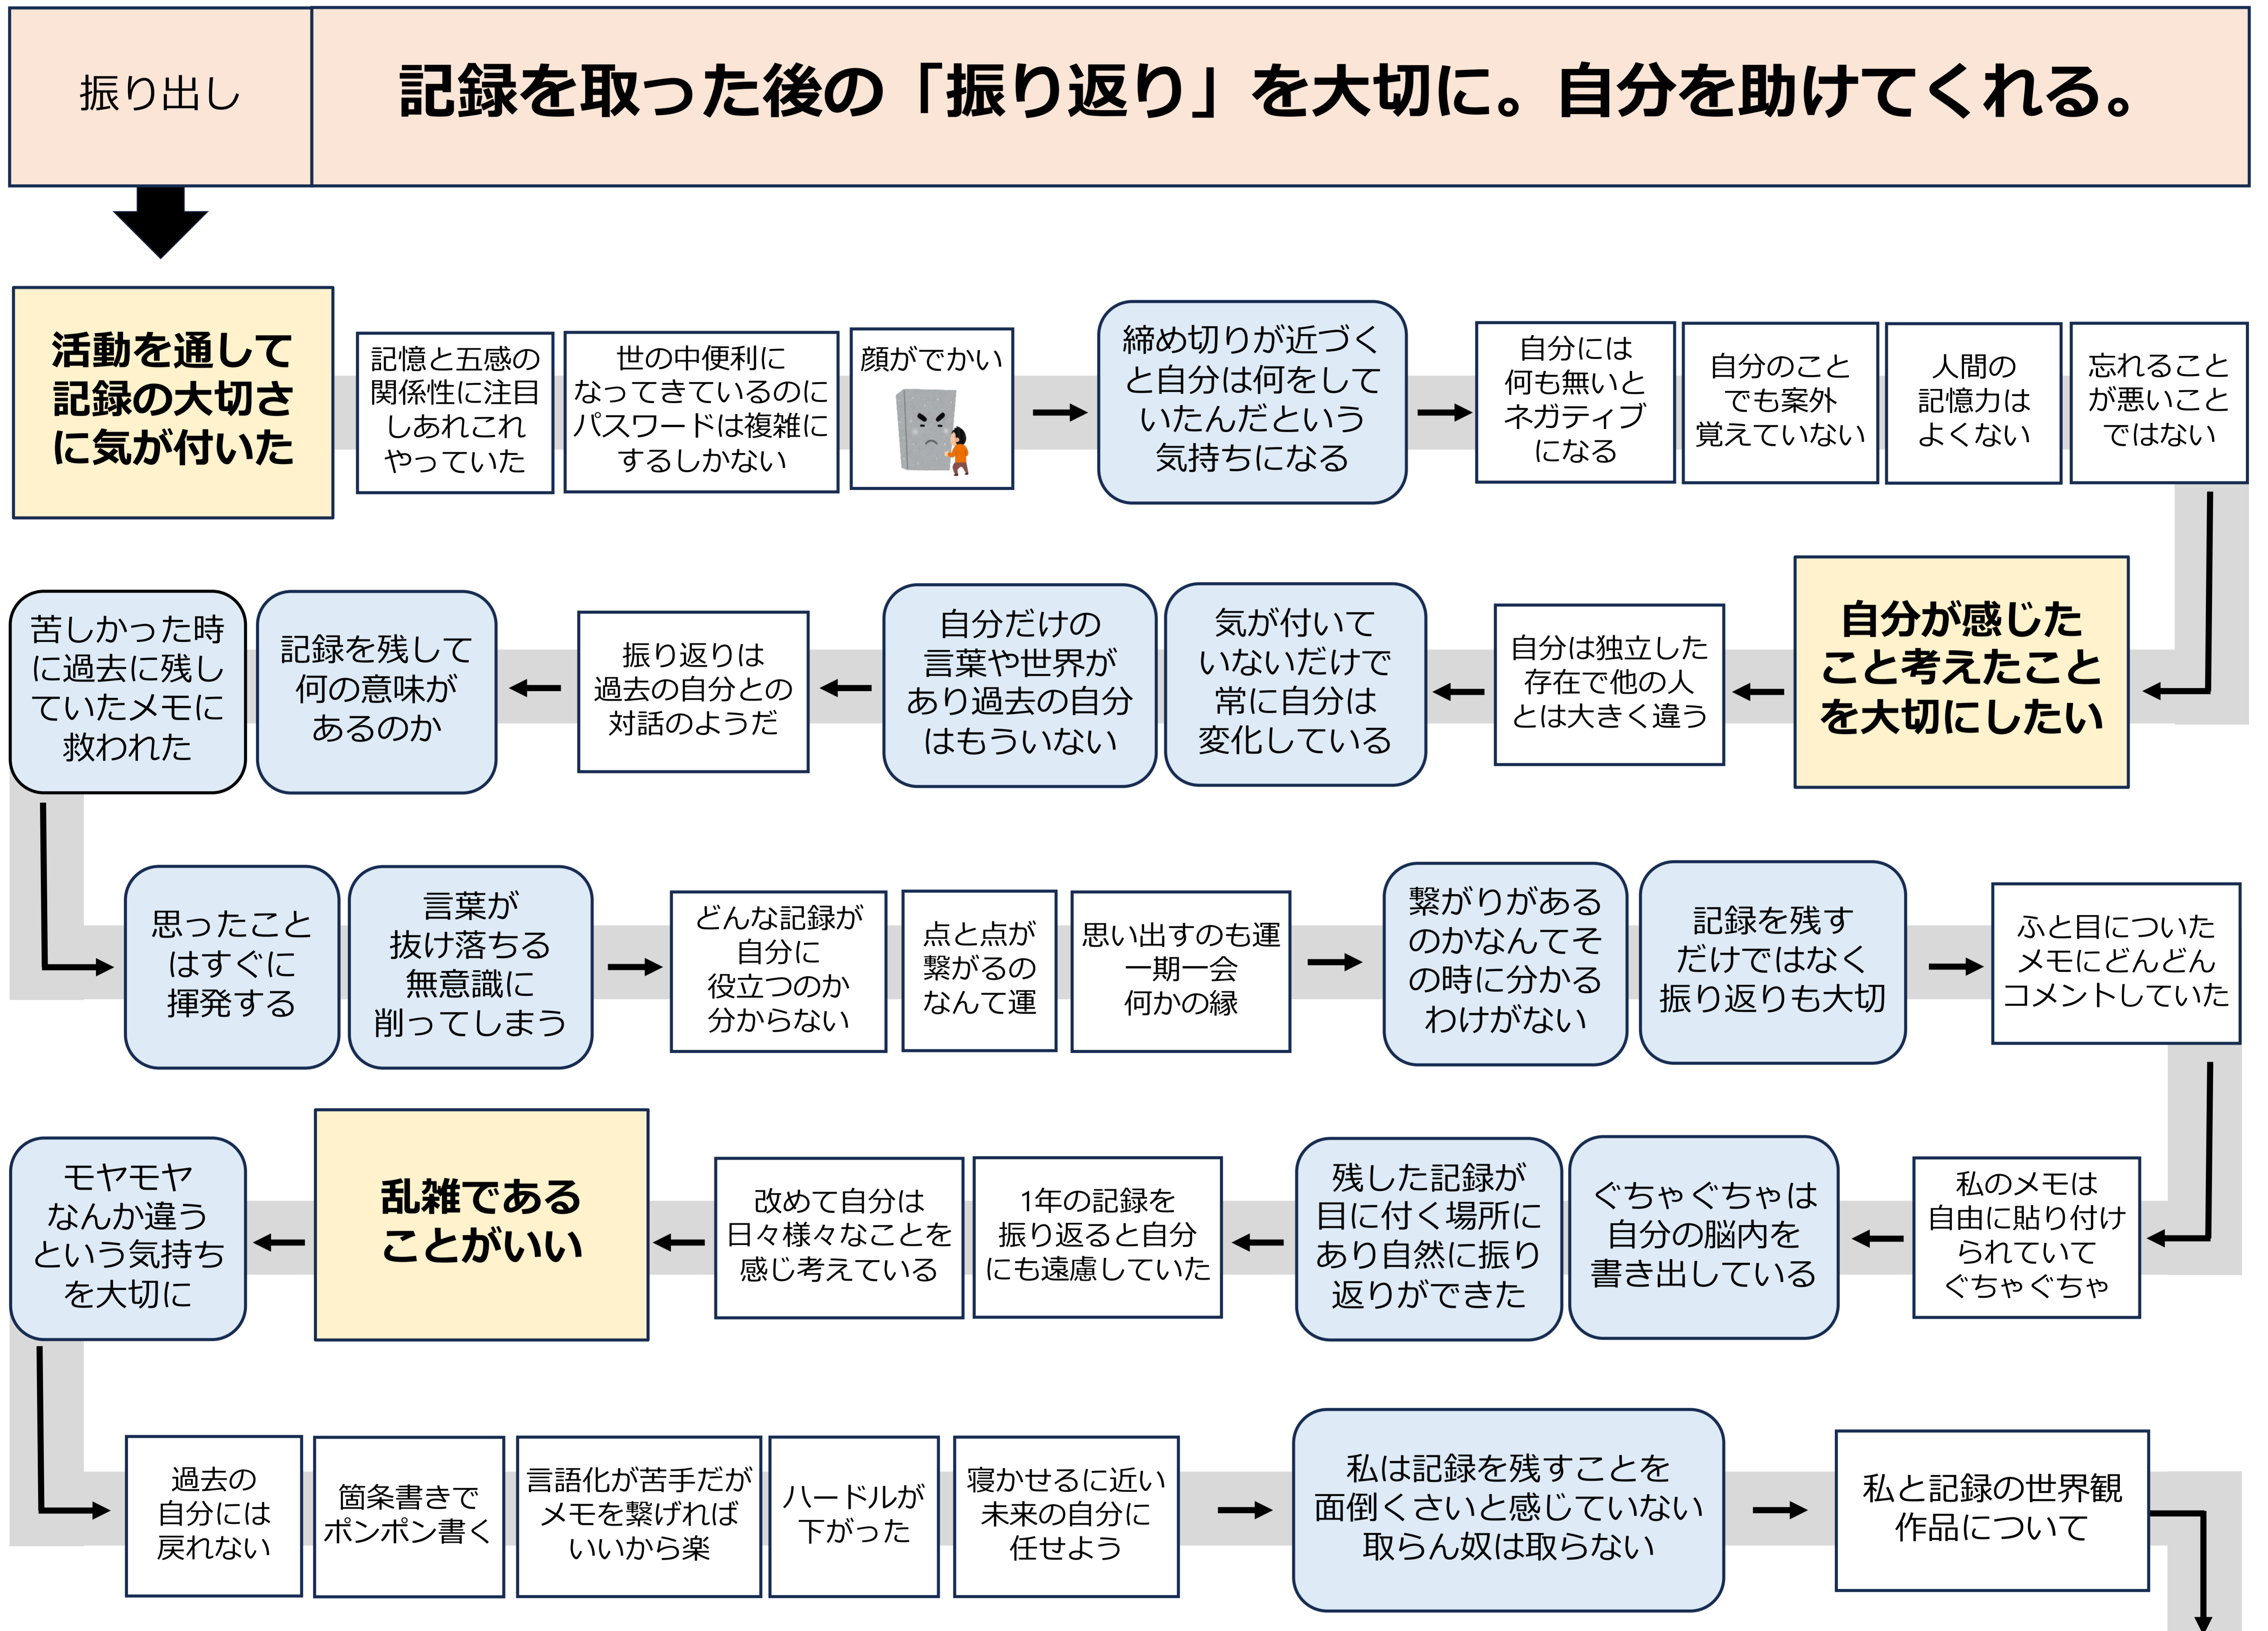 振り出し
記録を取った後の「振り返り」を大切に。自分を助けてくれる。
活動を通して
記録の大切さ
に気が付いた
記憶と五感の
関係性に注目
しあれこれ
やっていた
世の中便利に
なってきているのに
パスワードは複雑に
するしかない
顔がでかい
締め切りが近づく
と自分は何をして
いたんだという
気持ちになる
自分には
何も無いと
ネガティブ
になる
自分のこと
でも案外
覚えていない
人間の
記憶力は
よくない
忘れること
が悪いこと
ではない
自分が感じた
こと考えたこと
を大切にしたい
自分は独立した
存在で他の人
とは大きく違う
気が付いて
いないだけで
常に自分は
変化している
自分だけの
言葉や世界が
あり過去の自分
はもういない
振り返りは
過去の自分との
対話のようだ
記録を残して
何の意味が
あるのか
苦しかった時
に過去に残し
ていたメモに
救われた
思ったこと
はすぐに
揮発する
言葉が
抜け落ちる
無意識に
削ってしまう
どんな記録が
自分に
役立つのか
分からない
点と点が
繋がるの
なんて運
思い出すのも運
一期一会
何かの縁
繋がりがある
のかなんてそ
の時に分かる
わけがない
記録を残す
だけではなく
振り返りも大切
ふと目についた
メモにどんどん
コメントしていた
私のメモは
自由に貼り付け
られていて
ぐちゃぐちゃ
ぐちゃぐちゃは
自分の脳内を
書き出している
残した記録が
目に付く場所に
あり自然に振り
返りができた
1年の記録を
振り返ると自分
にも遠慮していた
改めて自分は
日々様々なことを
感じ考えている
乱雑である
ことがいい
モヤモヤ
なんか違う
という気持ち
を大切に
過去の
自分には
戻れない
箇条書きで
ポンポン書く
言語化が苦手だが
メモを繋げれば
いいから楽
ハードルが
下がった
寝かせるに近い
未来の自分に
任せよう
私は記録を残すことを
面倒くさいと感じていない
取らん奴は取らない
私と記録の世界観
作品について